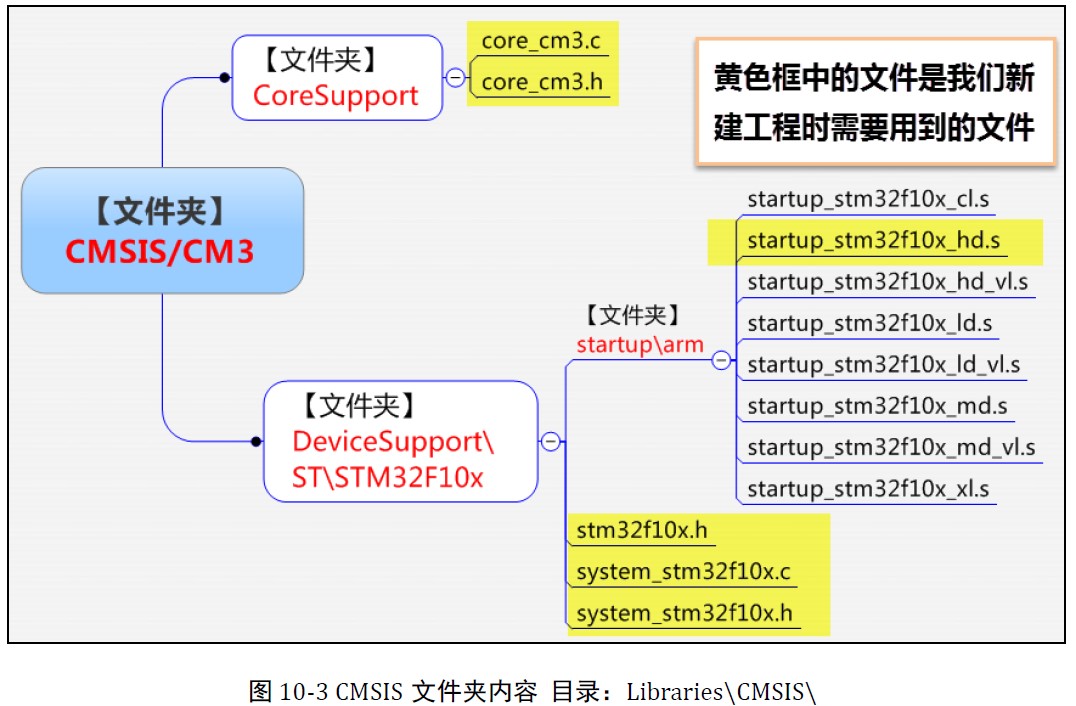 【文件夹】
CoreSupport
core_cm3.c
core_cm3.h
黄色框中的文件是我们新
建工程时需要用到的文件
【文件夹】
CMSIS/CM3
【文件夹】
DeviceSupport\
ST\STM32F10x
【文件夹】
startup\arm
startup_stm32f10x_cl.s
startup_stm32f10x_hd.s
startup_stm32f10x_hd_vl.s
startup_stm32f10x_ld.s
startup_stm32f10x_ld_vl.s
startup_stm32f10x_md.s
startup_stm32f10x_md_vl.s
startup_stm32f10x_xl.s
stm32f10x.h
system_stm32f10x.c
system_stm32f10x.h
图 10-3 CMSIS 文件夹内容 目录：Libraries\CMSIS\